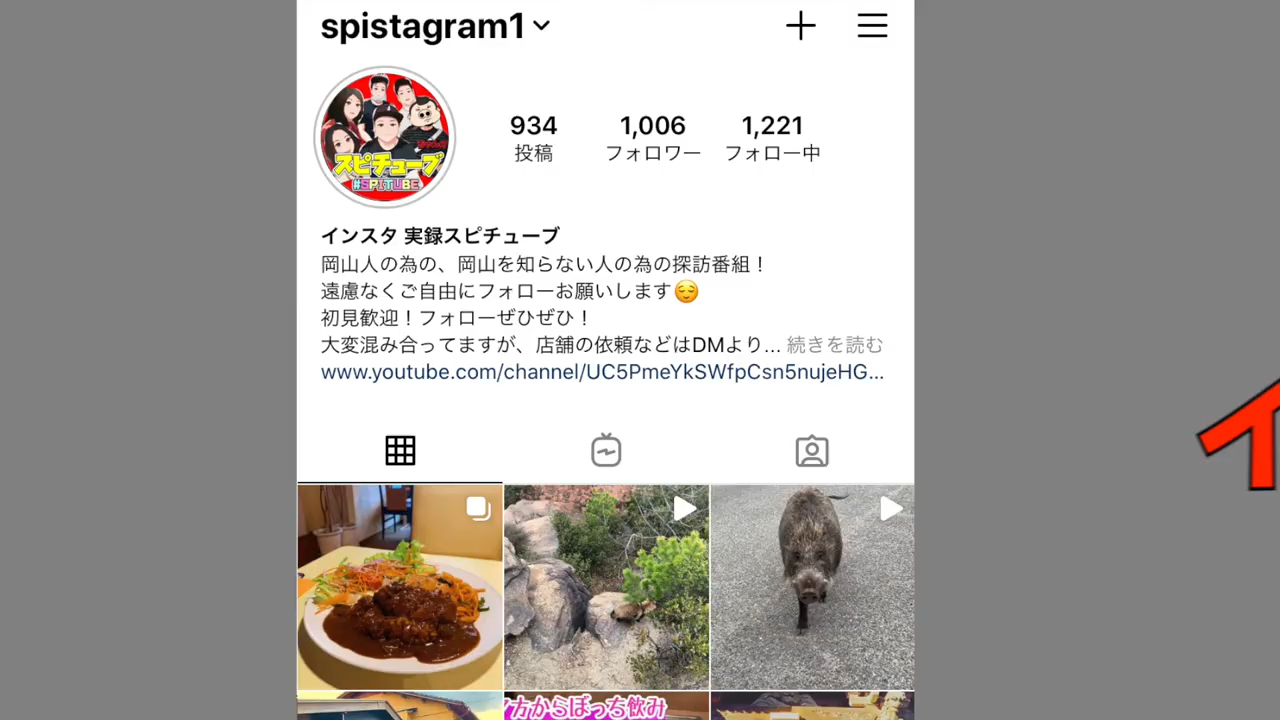 spistagram1
934
1,006
1,221
投稿
フォロワー
フォロー中
スピチューブ
#SPITUBE
インスタ 実録スピチューブ
岡山人の為の、岡山を知らない人の為の探訪番組！
遠慮なくご自由にフォローお願いします😌
初見歓迎！フォローぜひぜひ！
大変混み合ってますが、店舗の依頼などはDMより... 続きを読む
www.youtube.com/channel/UC5PmeYkSWfpCsn5nujeHG...
方からぼっち飲み
イ